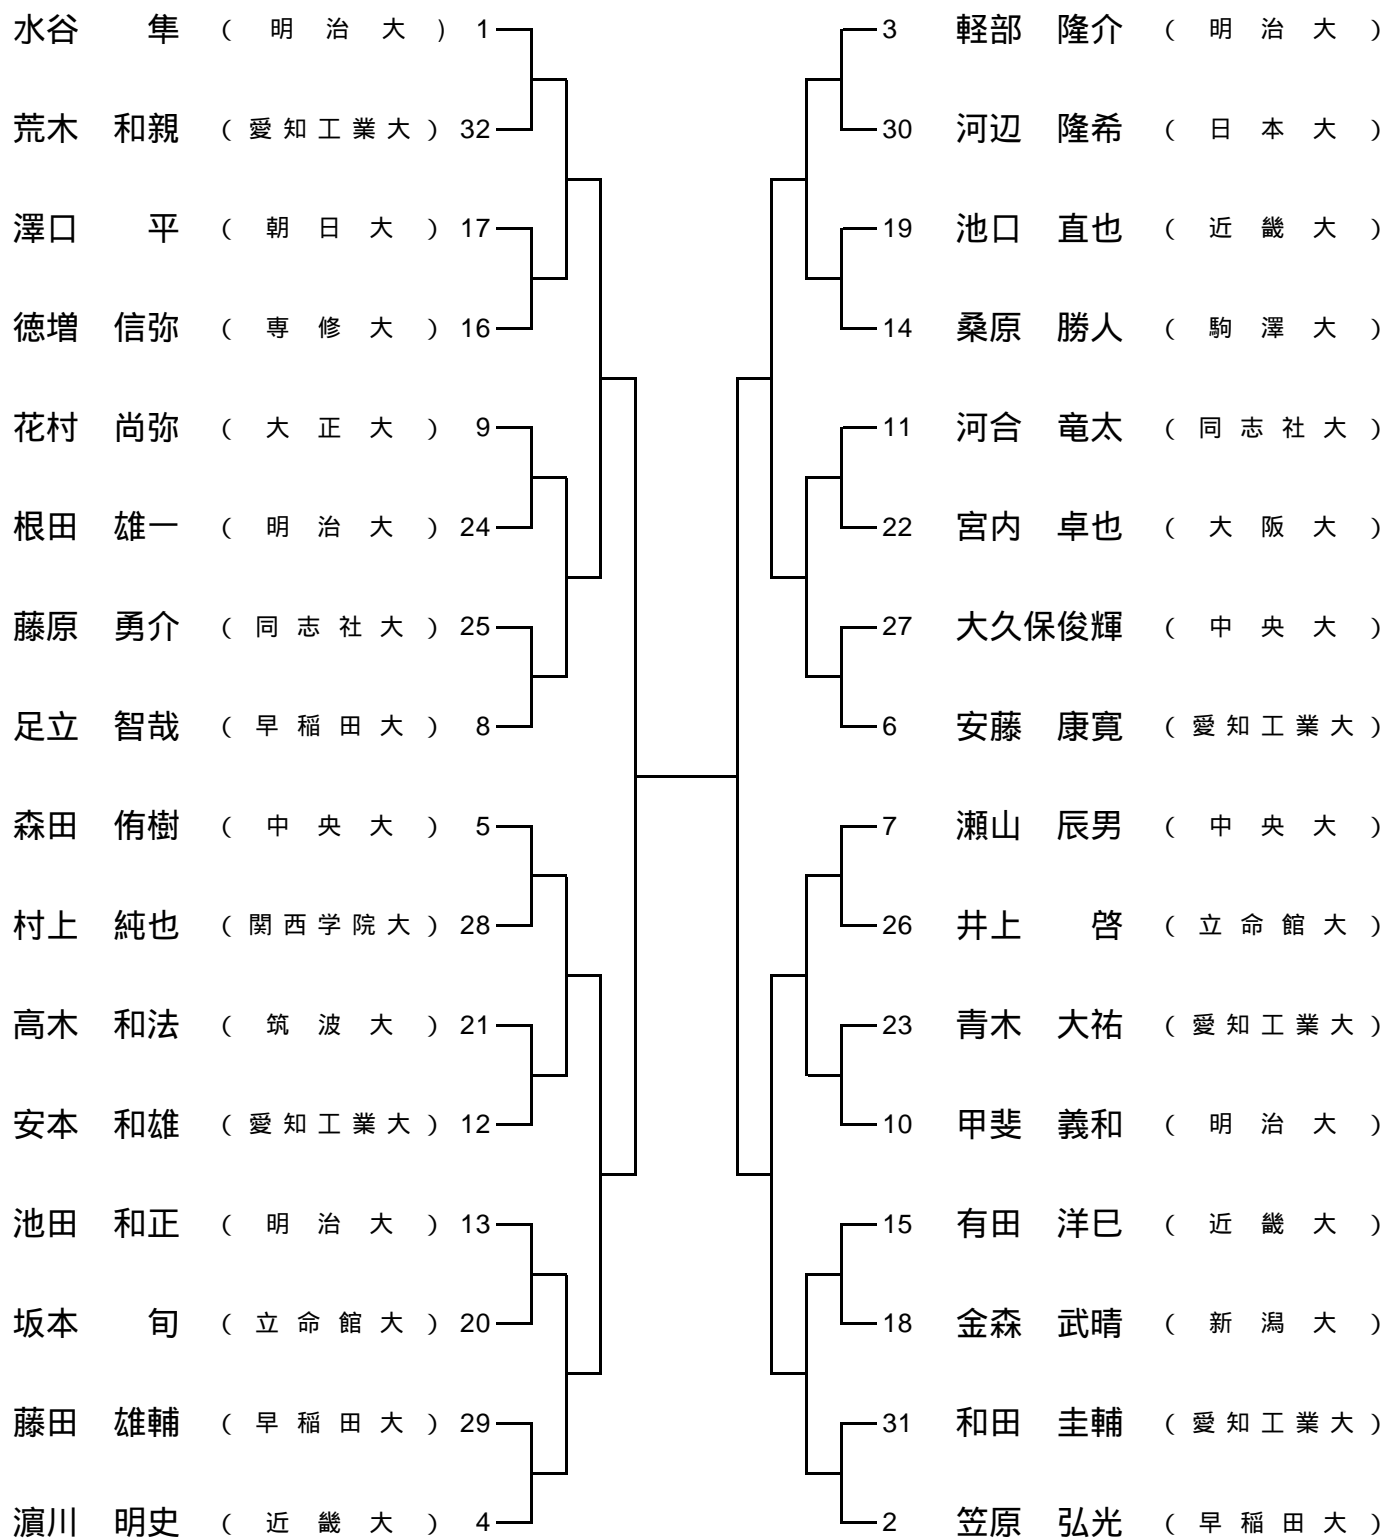 水谷 隼 (明治大) 1
荒木 和親 (愛知工業大) 32
澤口 平 (朝日大) 17
徳増 信弥 (専修大) 16
花村 尚弥 (大正大) 9
根田 雄一 (明治大) 24
藤原 勇介 (同志社大) 25
足立 智哉 (早稲田大) 8
森田 侑樹 (中央大) 5
村上 純也 (関西学院大) 28
高木 和法 (筑波大) 21
安本 和雄 (愛知工業大) 12
池田 和正 (明治大) 13
坂本 旬 (立命館大) 20
藤田 雄輔 (早稲田大) 29
濵川 明史 (近畿大) 4
3 軽部 隆介 (明治大)
30 河辺 隆希 (日本大)
19 池口 直也 (近畿大)
14 桑原 勝人 (駒澤大)
11 河合 竜太 (同志社大)
22 宮内 卓也 (大阪大)
27 大久保俊輝 (中央大)
6 安藤 康寛 (愛知工業大)
7 瀬山 辰男 (中央大)
26 井上 啓 (立命館大)
23 青木 大祐 (愛知工業大)
10 甲斐 義和 (明治大)
15 有田 洋巳 (近畿大)
18 金森 武晴 (新潟大)
31 和田 圭輔 (愛知工業大)
2 笠原 弘光 (早稲田大)